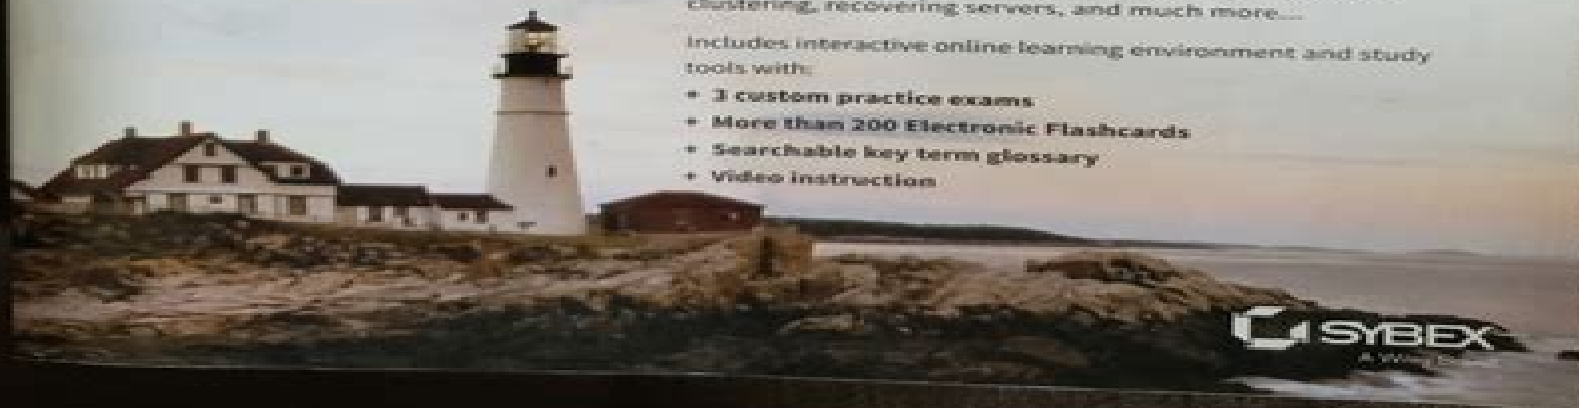 clustering, recovering servers, and much more...
Includes interactive online learning environment and study
tools with:
• 3 custom practice exams
• More than 200 Electronic Flashcards
• Searchable key term glossary
• Video instruction
SYBEX